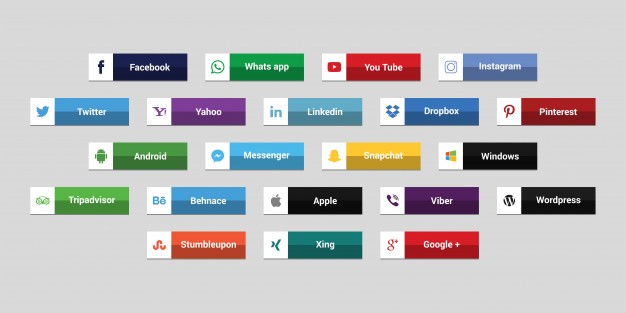 Facebook
Whats app
You Tube
Instagram
Twitter
Yahoo
Linkedin
Dropbox
Pinterest
Android
Messenger
Snapchat
Windows
Tripadvisor
Behnace
Apple
Viber
Wordpress
Stumbleupon
Xing
Google +